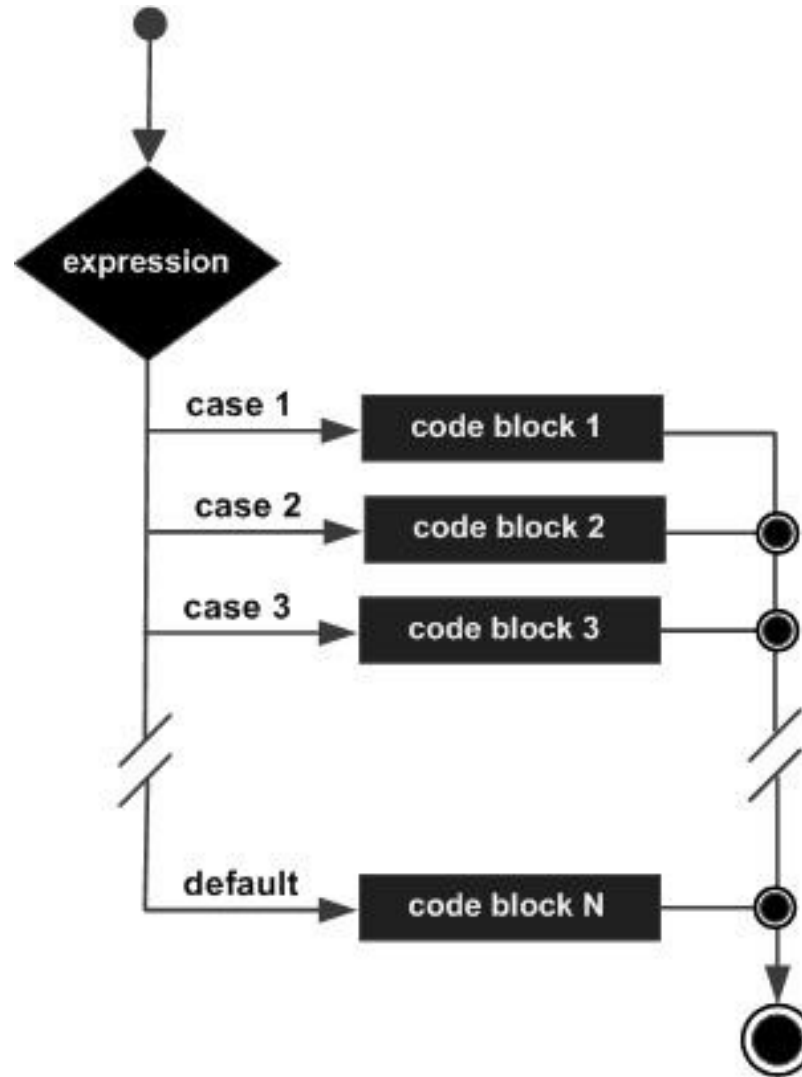 expression
case 1
code block 1
case 2
code block 2
case 3
code block 3
default
code block N